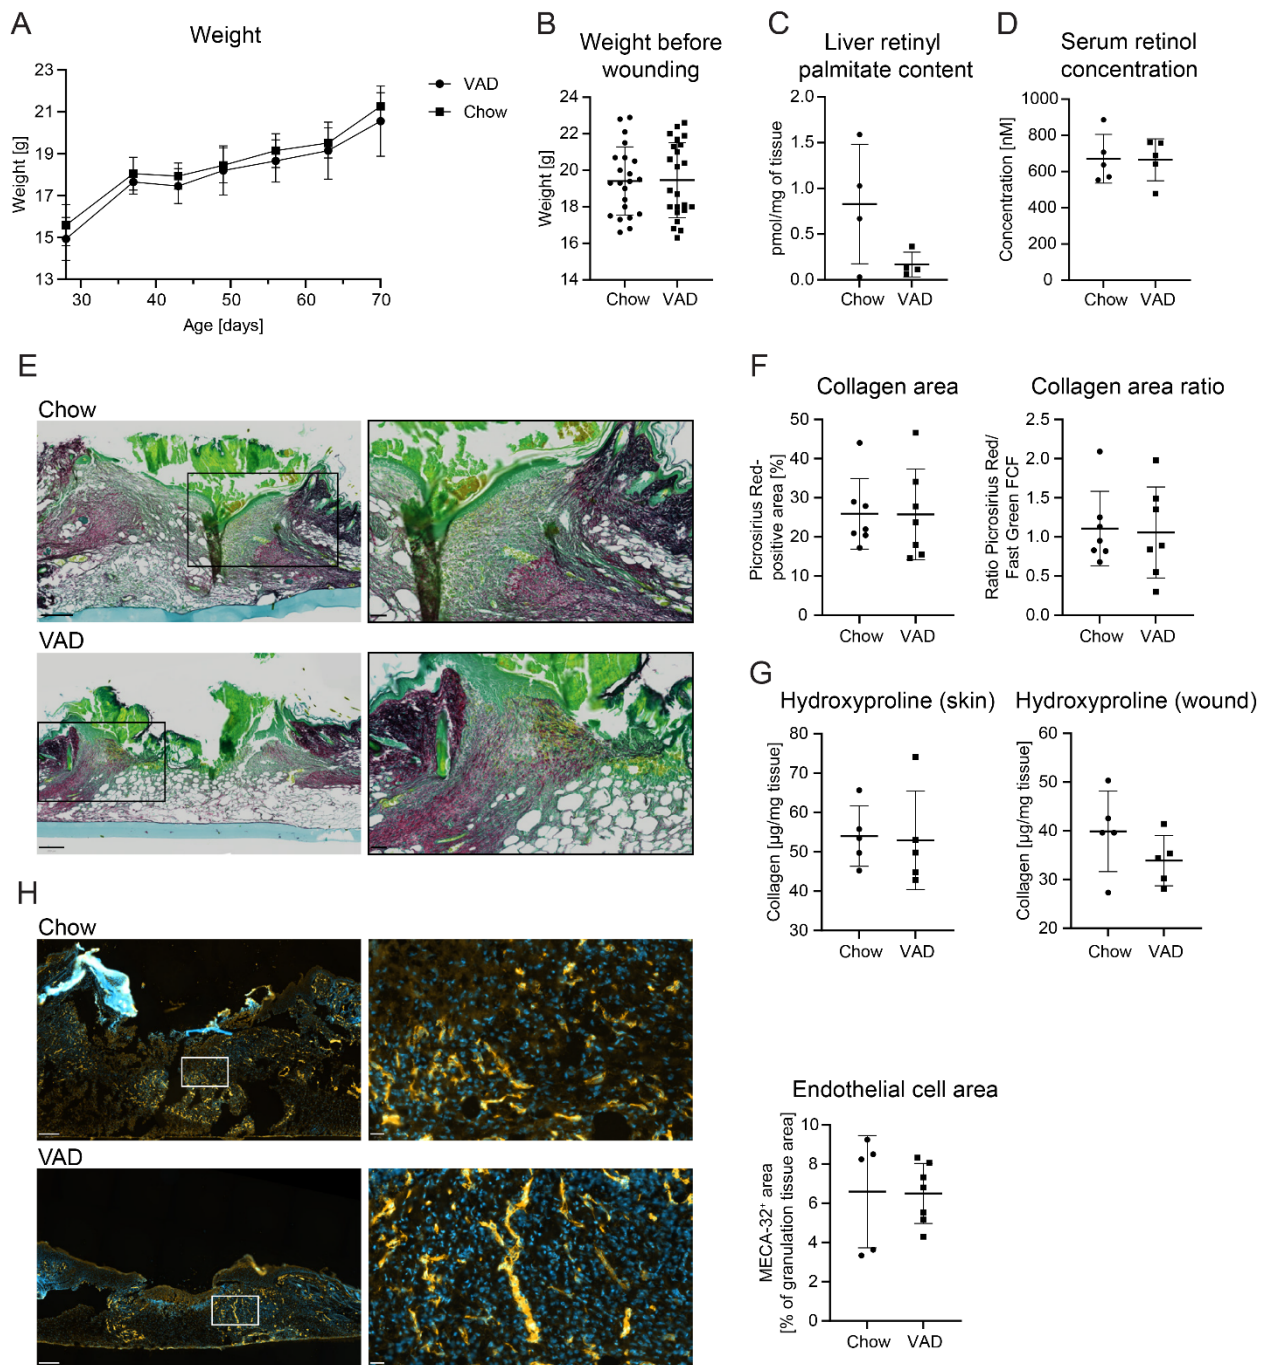 A
Weight
Weight [g]
23
21
19
17
15
13
30
40
50
60
70
Age [days]
VAD
Chow
B
Weight before
wounding
Weight [g]
24
22
20
18
16
14
Chow
VAD
C
Liver retinyl
palmitate content
pmol/mg of tissue
2.0
1.5
1.0
0.5
0.0
Chow
VAD
D
Serum retinol
concentration
Concentration [nM]
1000
800
600
400
200
0
Chow
VAD
E
Chow
VAD
F
Collagen area
Picrosirius Red-
positive area [%]
50
40
30
20
10
0
Chow
VAD
Collagen area ratio
Ratio Picrosirius Red/
Fast Green FCF
2.5
2.0
1.5
1.0
0.5
0.0
Chow
VAD
G
Hydroxyproline (skin)
Collagen [µg/mg tissue]
80
70
60
50
40
30
Chow
VAD
Hydroxyproline (wound)
Collagen [µg/mg tissue]
60
50
40
30
20
Chow
VAD
H
Chow
VAD
Endothelial cell area
MECA-32⁺ area
[% of granulation tissue area]
10
8
6
4
2
0
Chow
VAD